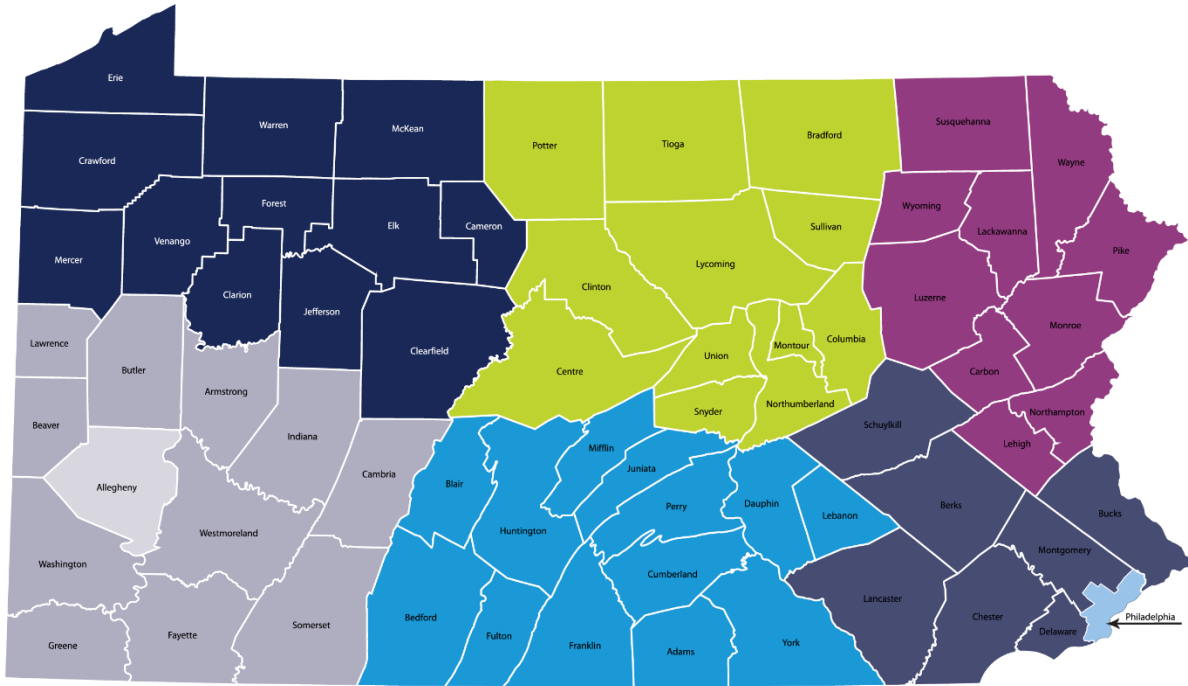 Erie
Warren
McKean
Potter
Tioga
Bradford
Susquehanna
Wayne
Crawford
Forest
Elk
Cameron
Wyoming
Lackawanna
Sullivan
Venango
Mercer
Clarion
Jefferson
Clinton
Lycoming
Luzerne
Pike
Monroe
Lawrence
Butler
Armstrong
Clearfield
Centre
Union
Montour
Columbia
Carbon
Beaver
Indiana
Snyder
Northumberland
Schuylkill
Northampton
Lehigh
Allegheny
Cambria
Blair
Mifflin
Juniata
Huntington
Perry
Dauphin
Lebanon
Berks
Bucks
Westmoreland
Washington
Cumberland
Montgomery
Lancaster
Chester
Delaware
Philadelphia
Greene
Fayette
Somerset
Bedford
Fulton
Franklin
Adams
York